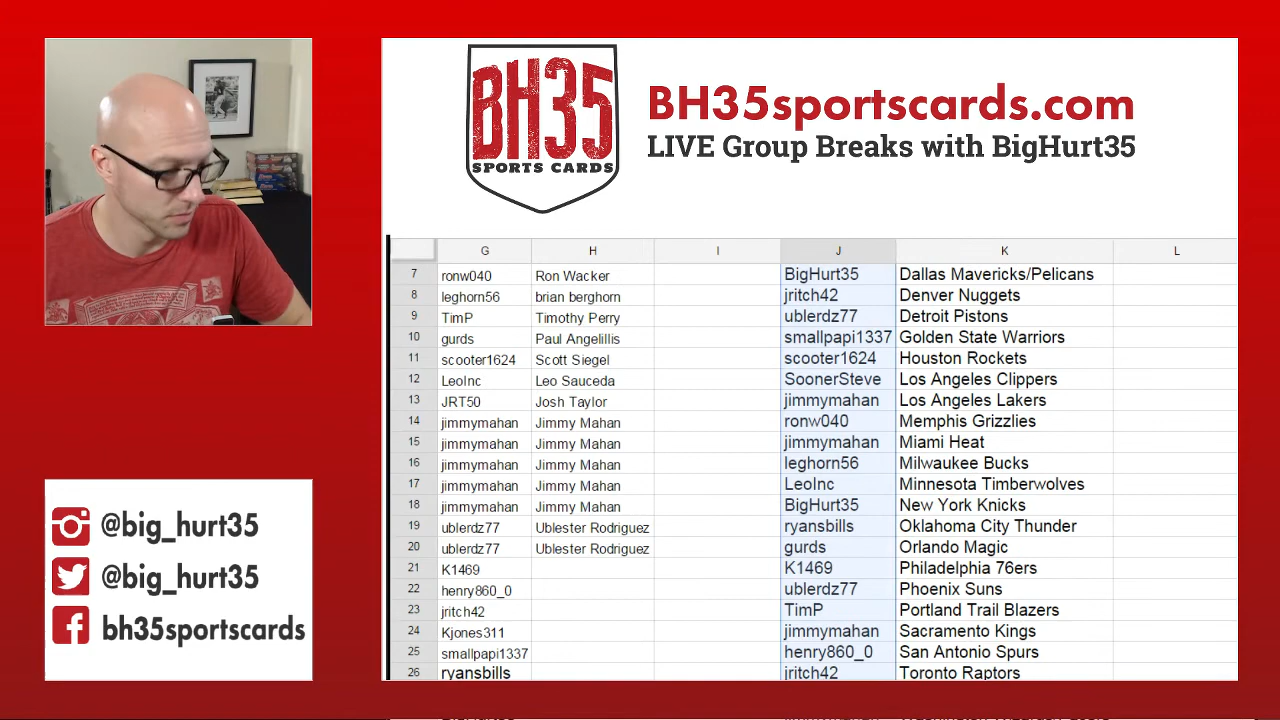 BH35
SPORTS CARDS
BH35sportscards.com
LIVE Group Breaks with BigHurt35
G H I J K L
7 ronw040 Ron Wacker BigHurt35 Dallas Mavericks/Pelicans
8 leghorn56 brian berghorn jritch42 Denver Nuggets
9 TimP Timothy Perry ublerdz77 Detroit Pistons
10 gurds Paul Angelillis smallpapi1337 Golden State Warriors
11 scooter1624 Scott Siegel scooter1624 Houston Rockets
12 LeoInc Leo Sauceda SoonerSteve Los Angeles Clippers
13 JRT50 Josh Taylor jimmymahan Los Angeles Lakers
14 jimmymahan Jimmy Mahan ronw040 Memphis Grizzlies
15 jimmymahan Jimmy Mahan jimmymahan Miami Heat
16 jimmymahan Jimmy Mahan leghorn56 Milwaukee Bucks
17 jimmymahan Jimmy Mahan LeoInc Minnesota Timberwolves
18 jimmymahan Jimmy Mahan BigHurt35 New York Knicks
19 ublerdz77 Ublester Rodriguez ryansbills Oklahoma City Thunder
20 ublerdz77 Ublester Rodriguez gurds Orlando Magic
21 K1469 K1469 Philadelphia 76ers
22 henry860_0 ublerdz77 Phoenix Suns
23 jritch42 TimP Portland Trail Blazers
24 Kjones311 jimmymahan Sacramento Kings
25 smallpapi1337 henry860_0 San Antonio Spurs
26 ryansbills jritch42 Toronto Raptors
@big_hurt35
@big_hurt35
bh35sportscards